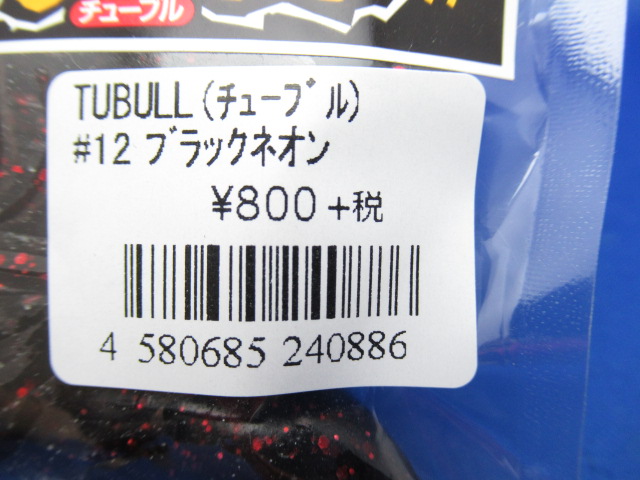 チューブル
TUBULL(チューブル)
#12 ブラックネオン
¥800+税
4 580685 240886